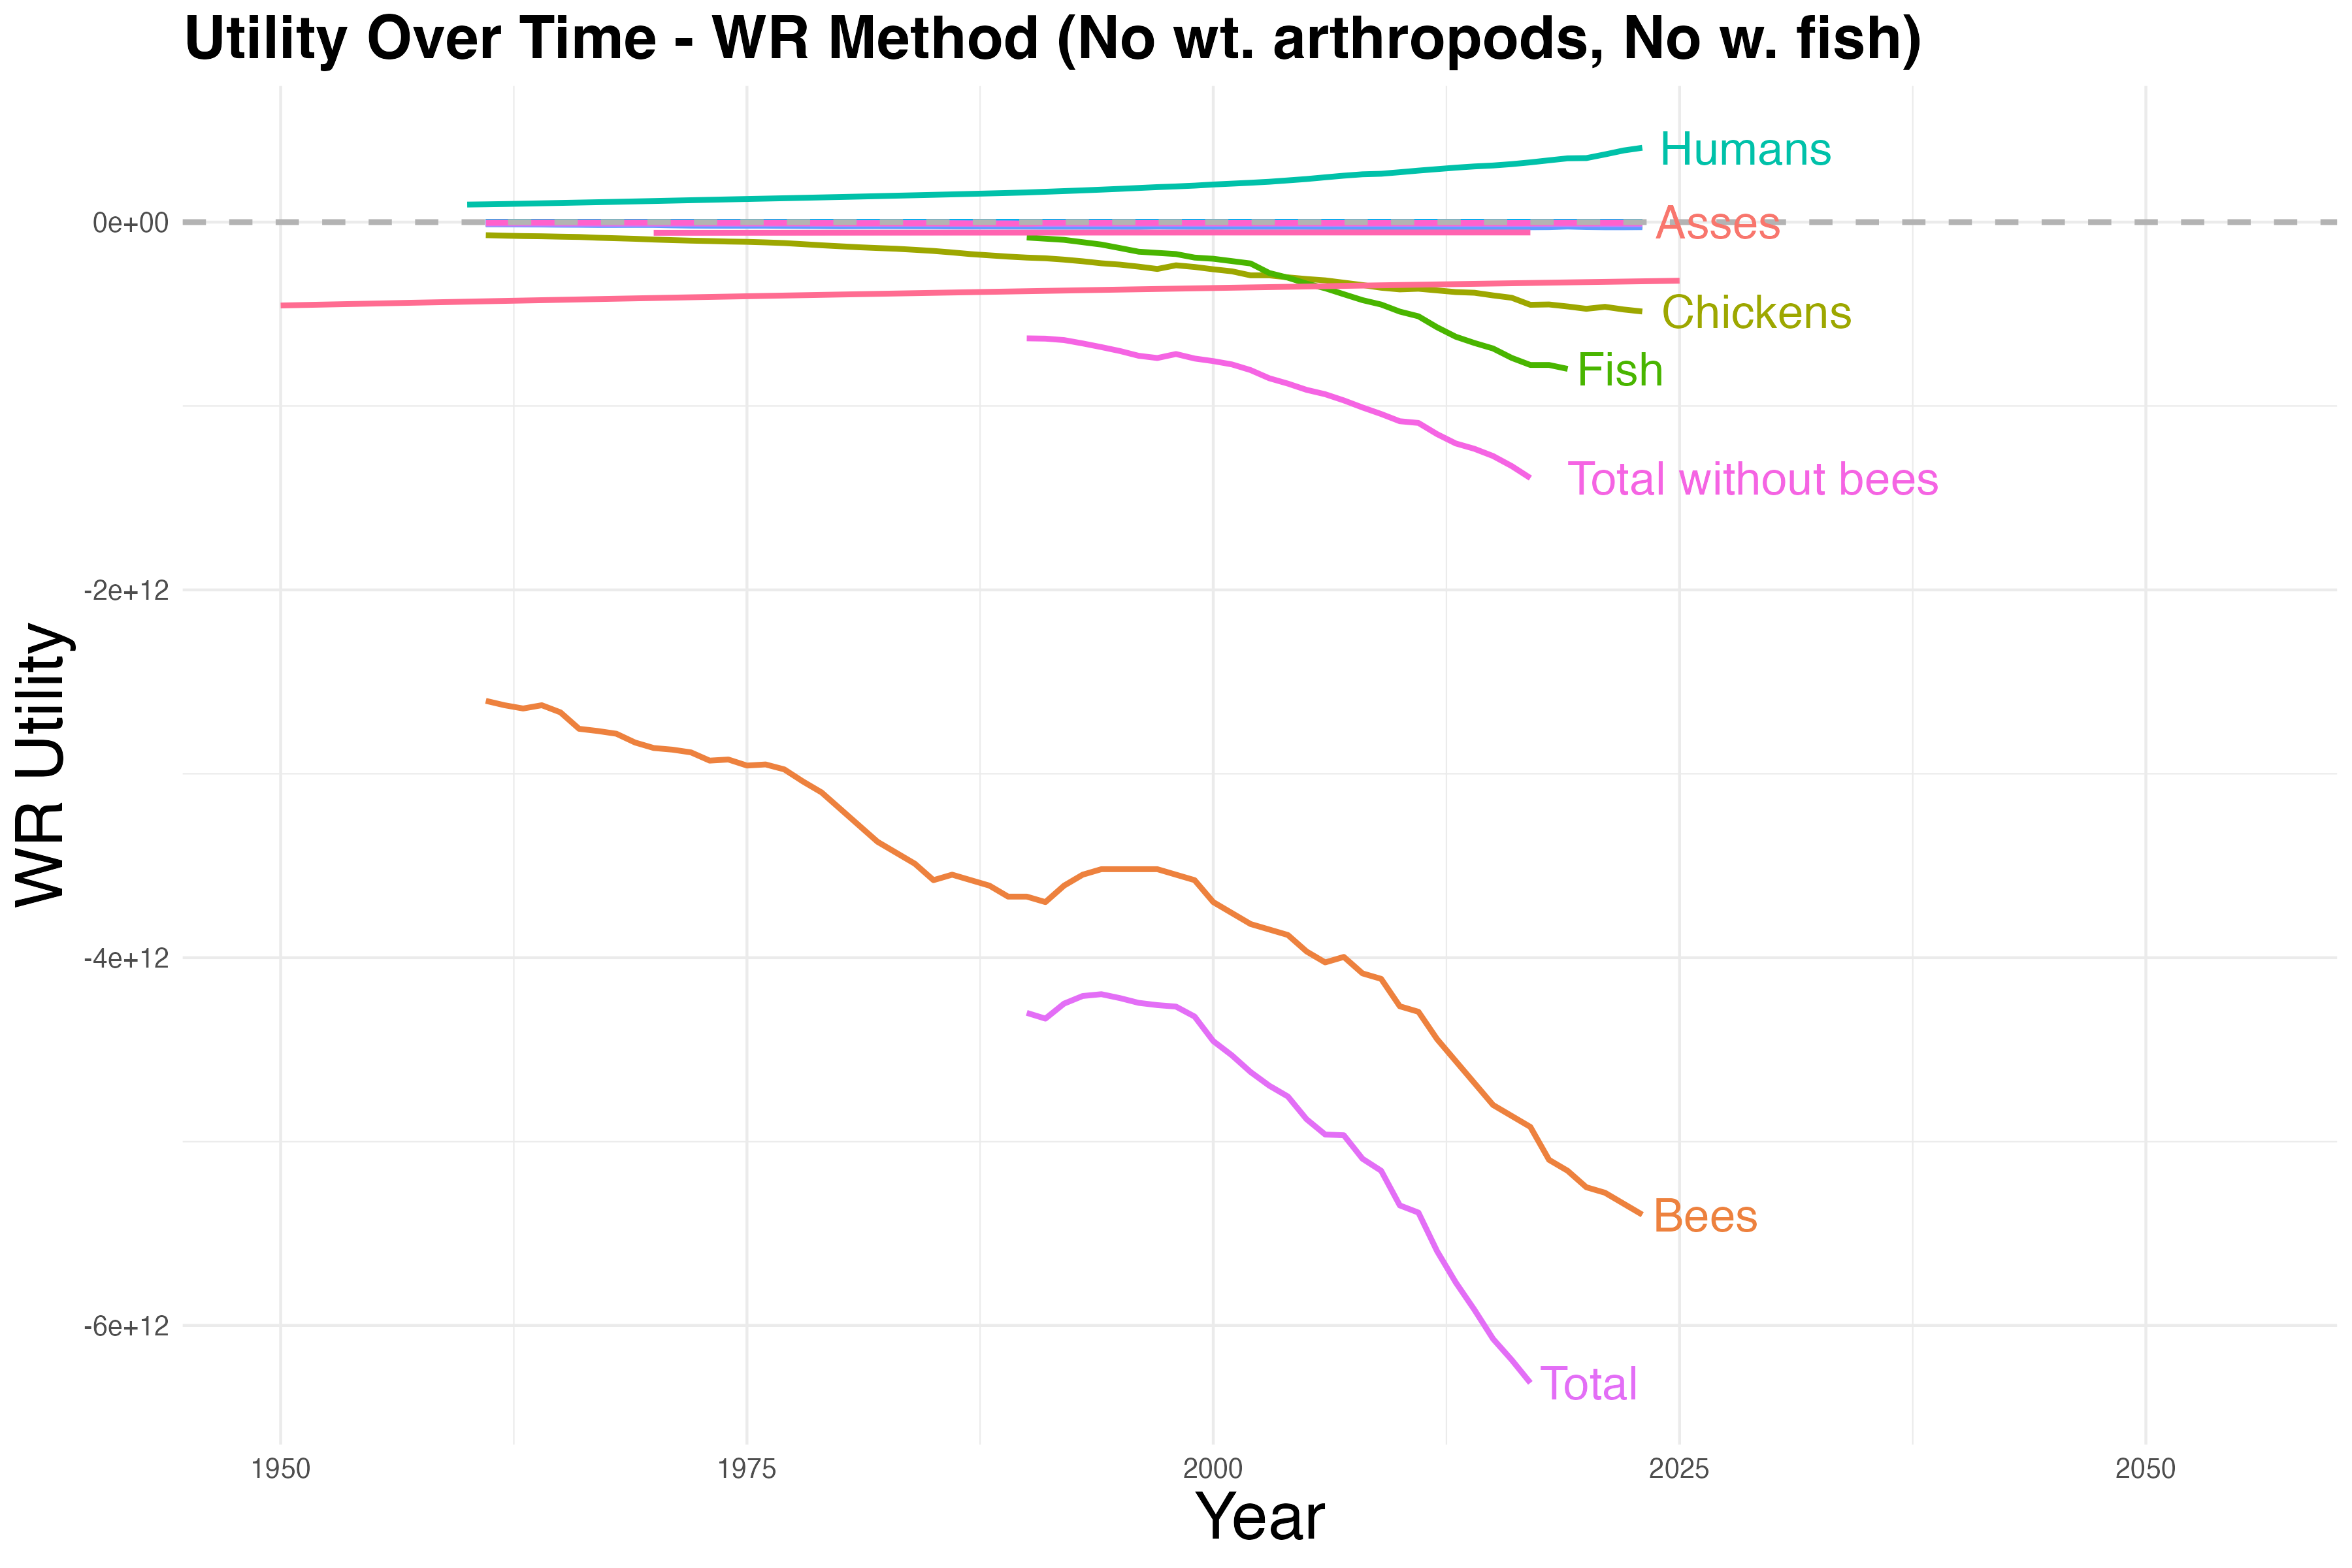 Utility Over Time - WR Method (No wt. arthropods, No w. fish)
Humans
0e+00
Asses
Chickens
Fish
Total without bees
-2e+12
WR Utility
-4e+12
Bees
-6e+12
Total
1950 1975 2000 2025 2050
Year